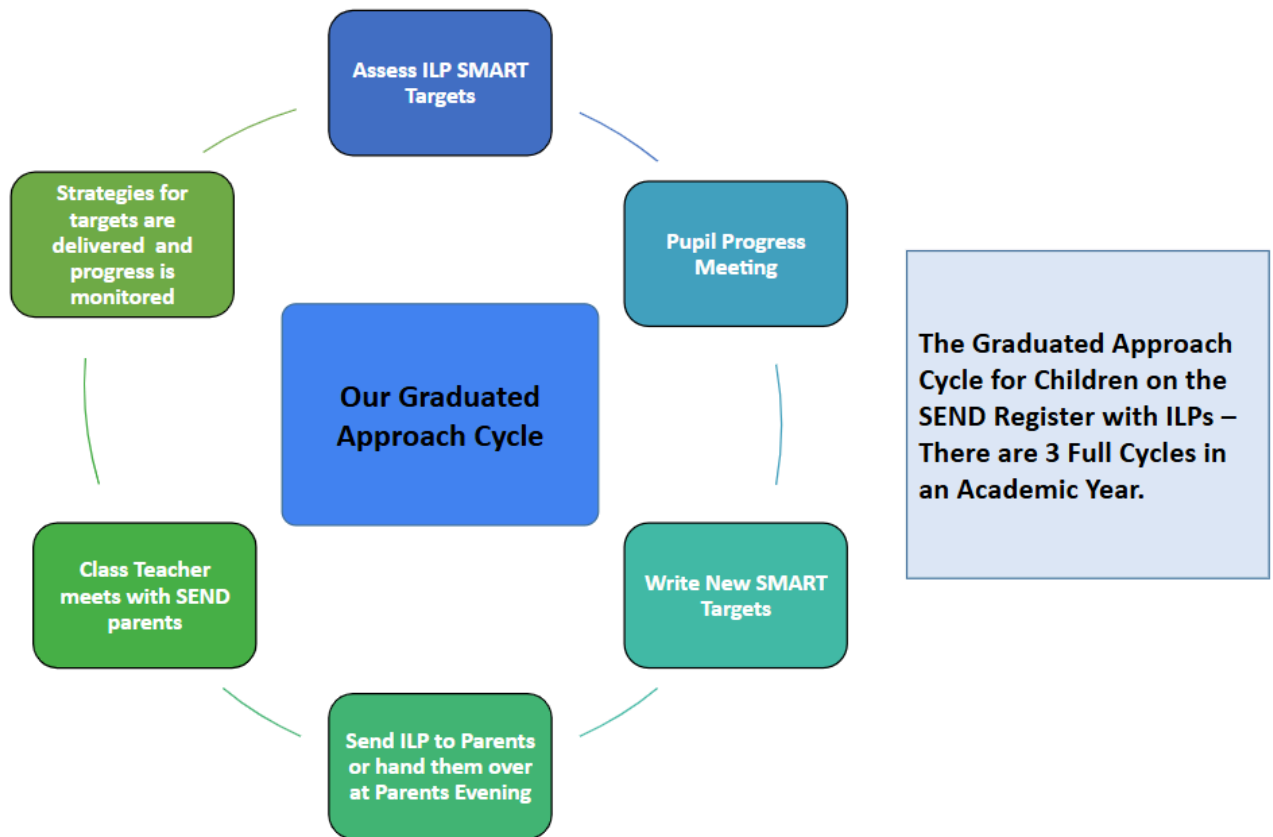 Assess ILP SMART
Targets
Pupil Progress
Meeting
Write New SMART
Targets
Send ILP to Parents
or hand them over
at Parents Evening
Class Teacher
meets with SEND
parents
Strategies for
targets are
delivered and
progress is
monitored
Our Graduated
Approach Cycle
The Graduated Approach
Cycle for Children on the
SEND Register with ILPs –
There are 3 Full Cycles in
an Academic Year.